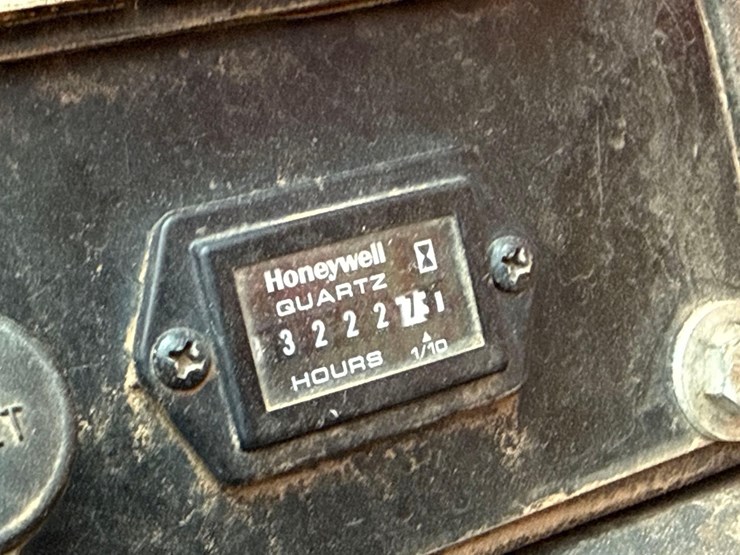 Honeywell
QUARTZ
3 2 2 2
HOURS 1/10